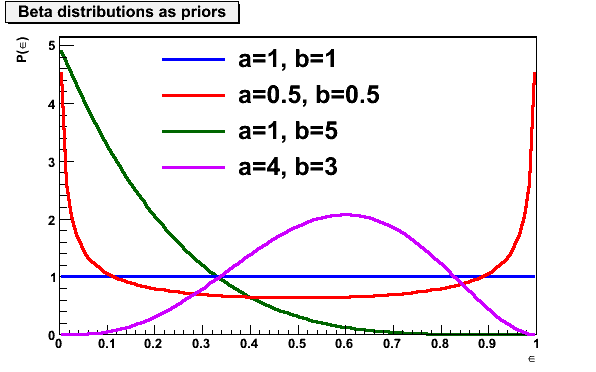 Beta distributions as priors
P(∈)
a=1, b=1
a=0.5, b=0.5
a=1, b=5
a=4, b=3
5
4
3
2
1
0
0 0.1 0.2 0.3 0.4 0.5 0.6 0.7 0.8 0.9 1
∈